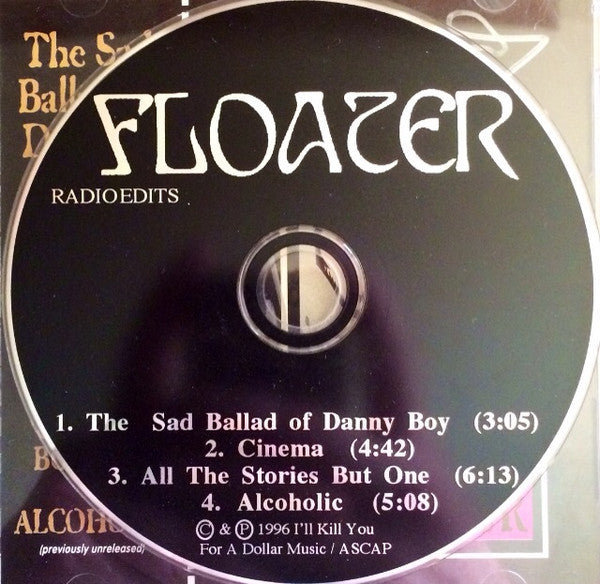 The
Ball
FLOATER
RADIOEDITS
1. The Sad Ballad of Danny Boy (3:05)
2. Cinema (4:42)
3. All The Stories But One (6:13)
4. Alcoholic (5:08)
© & ℗ 1996 I'll Kill You
For A Dollar Music / ASCAP
(previously unreleased)